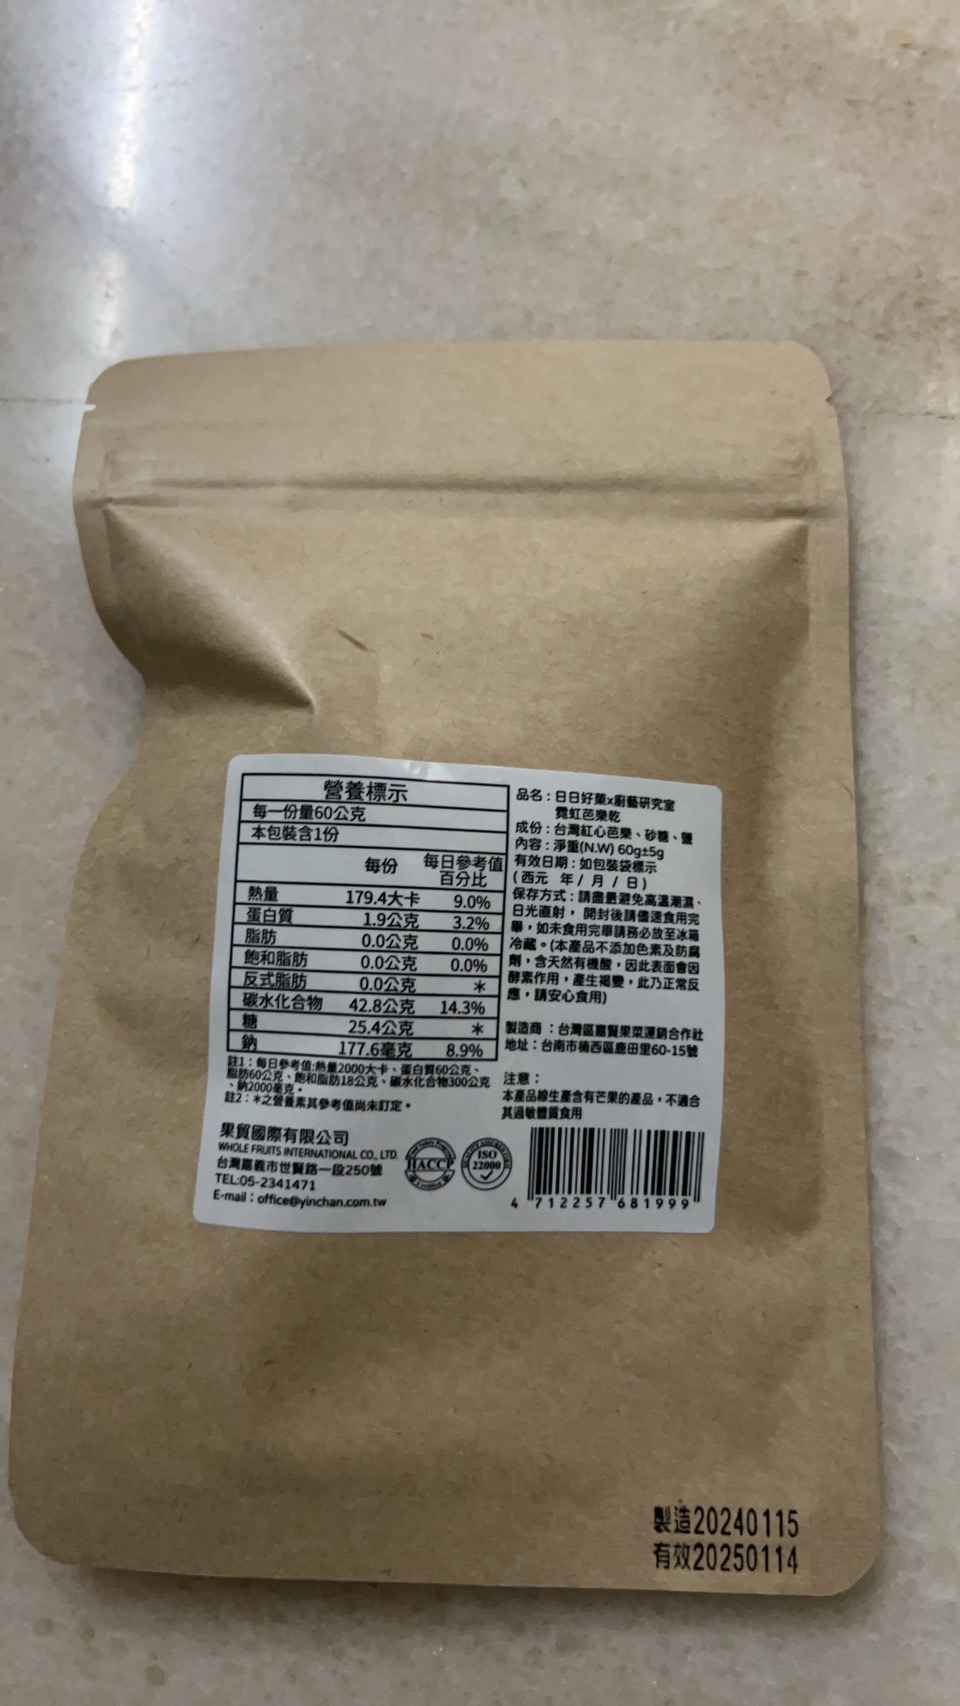 營養標示
每一份量60公克
本包裝含1份
每份 每日參考值百分比
熱量 179.4大卡 9.0%
蛋白質 1.9公克 3.2%
脂肪 0.0公克 0.0%
飽和脂肪 0.0公克 0.0%
反式脂肪 0.0公克 *
碳水化合物 42.8公克 14.3%
糖 25.4公克 *
鈉 177.6毫克 8.9%
註1：每日參考值:熱量2000大卡、蛋白質60公克、
脂肪60公克、飽和脂肪18公克、碳水化合物300公克
、鈉2000毫克。
註2：*之營養素其參考值尚未訂定。
果貿國際有限公司
WHOLE FRUITS INTERNATIONAL CO., LTD.
台灣嘉義市世賢路一段250號
TEL:05-2341471
E-mail：office@yinchan.com.tw
HACCP
ISO
22000
品名：日日好菓x廚藝研究室
霓虹芭樂乾
成份：台灣紅心芭樂、砂糖、鹽
內容：淨重(N.W) 60g±5g
有效日期：如包裝袋標示
(西元 年/ 月 / 日)
保存方式：請盡量避免高溫潮濕、
日光直射， 開封後請儘速食用完
畢，如未食用完畢請務必放至冰箱
冷藏。(本產品不添加色素及防腐
劑，含天然有機酸，因此表面會因
酵素作用，產生褐變，此乃正常反
應，請安心食用)
製造商：台灣區嘉賢果菜運銷合作社
地址：台南市楠西區鹿田里60-15號
注意：
本產品線生產含有芒果的產品，不適合
其過敏體質食用
4 712257 681999
製造20240115
有效20250114